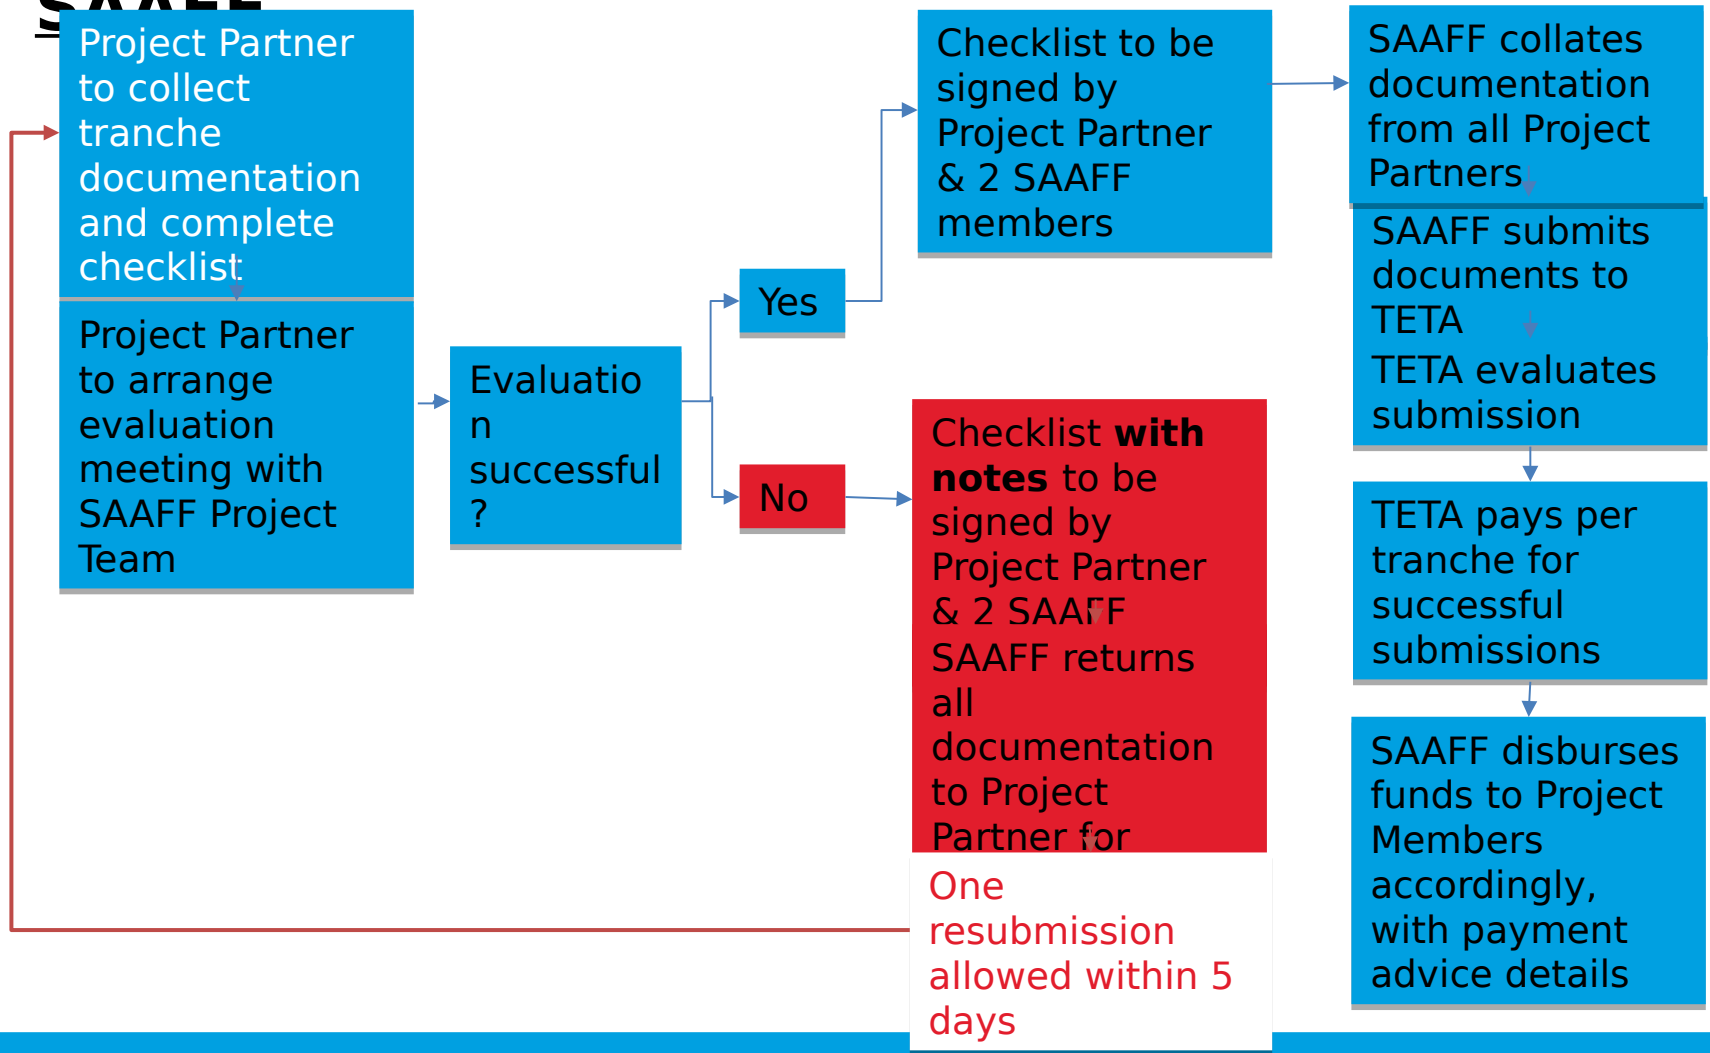 SAAFF
Project Partner
to collect
tranche
documentation
and complete
checklist
Project Partner
to arrange
evaluation
meeting with
SAAFF Project
Team
Evaluatio
n
successful
?
Yes
No
Checklist to be
signed by
Project Partner
& 2 SAAFF
members
Checklist with
notes to be
signed by
Project Partner
& 2 SAAFF
SAAFF returns
all
documentation
to Project
Partner for
One
resubmission
allowed within 5
days
SAAFF collates
documentation
from all Project
Partners
SAAFF submits
documents to
TETA
TETA evaluates
submission
TETA pays per
tranche for
successful
submissions
SAAFF disburses
funds to Project
Members
accordingly,
with payment
advice details